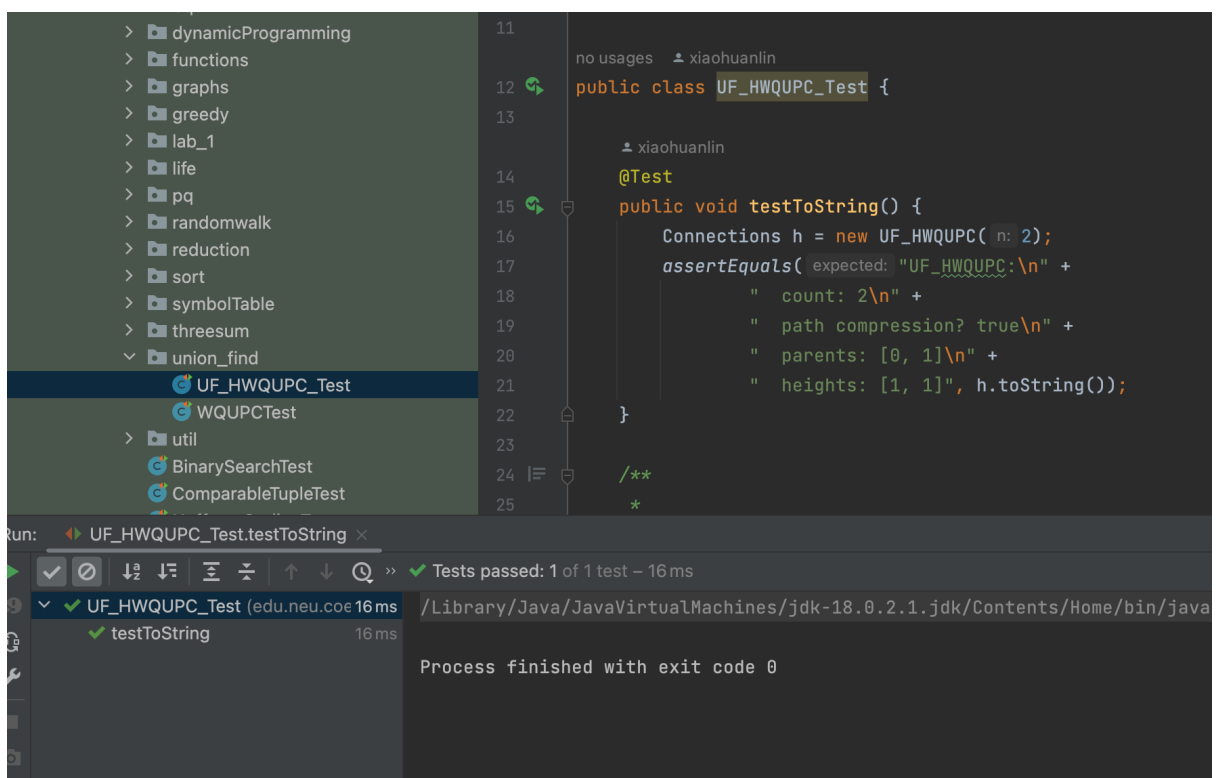 dynamicProgramming
functions
graphs
greedy
lab_1
life
pq
randomwalk
reduction
sort
symbolTable
threesum
union_find
UF_HWQUPC_Test
WQUPCTest
util
BinarySearchTest
ComparableTupleTest
11
no usages xiaohuanlin
12 public class UF_HWQUPC_Test {
13
xiaohuanlin
14 @Test
15 public void testToString() {
16 Connections h = new UF_HWQUPC( n: 2);
17 assertEquals( expected: "UF_HWQUPC:\n" +
18 "  count: 2\n" +
19 "  path compression? true\n" +
20 "  parents: [0, 1]\n" +
21 "  heights: [1, 1]", h.toString());
22 }
23
24 /**
25 *
Run: UF_HWQUPC_Test.testToString ×
» Tests passed: 1 of 1 test – 16 ms
UF_HWQUPC_Test (edu.neu.coe 16 ms
testToString 16 ms
/Library/Java/JavaVirtualMachines/jdk-18.0.2.1.jdk/Contents/Home/bin/java
Process finished with exit code 0